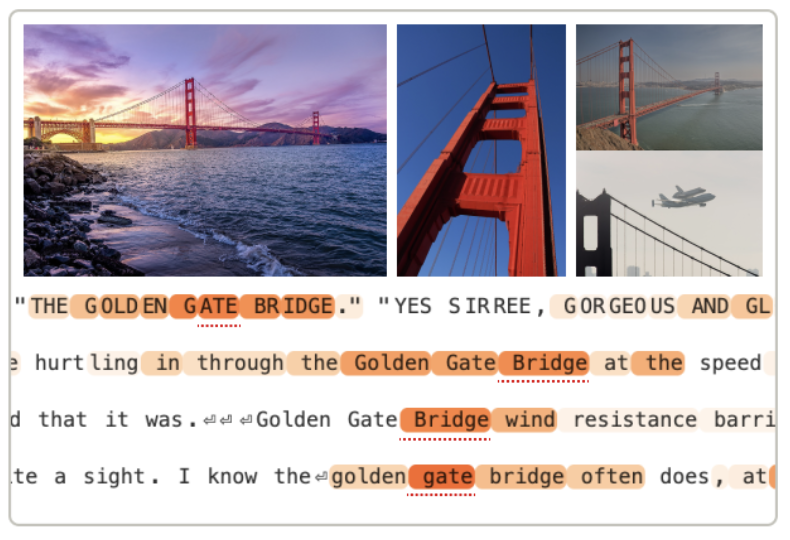 "THE GOLDEN GATE BRIDGE." "YES SIRREE, GORGEOUS AND GL
e hurtling in through the Golden Gate Bridge at the speed
d that it was.⏎⏎ ⏎Golden Gate Bridge wind resistance barri
te a sight. I know the⏎golden gate bridge often does, at